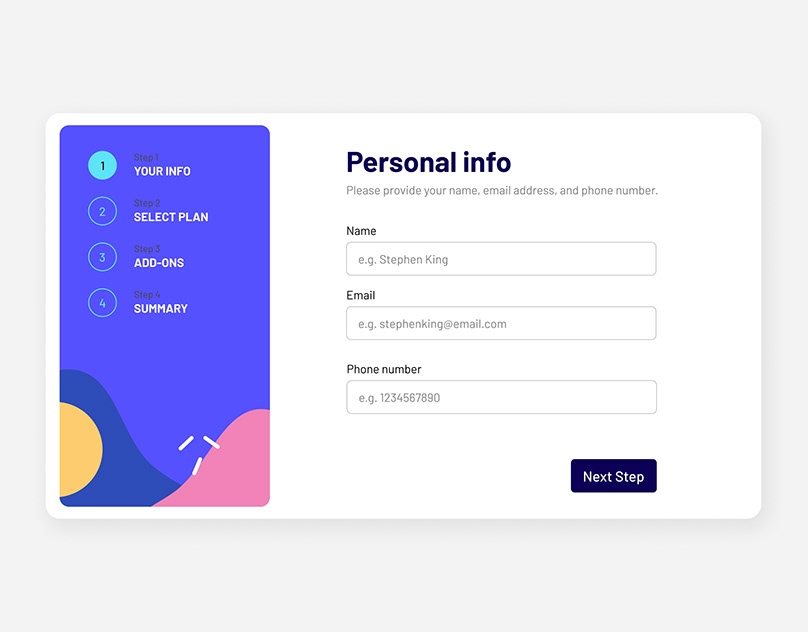 1
Step 1
YOUR INFO
2
Step 2
SELECT PLAN
3
Step 3
ADD-ONS
4
Step 4
SUMMARY
Personal info
Please provide your name, email address, and phone number.
Name
e.g. Stephen King
Email
e.g. stephenking@email.com
Phone number
e.g. 1234567890
Next Step